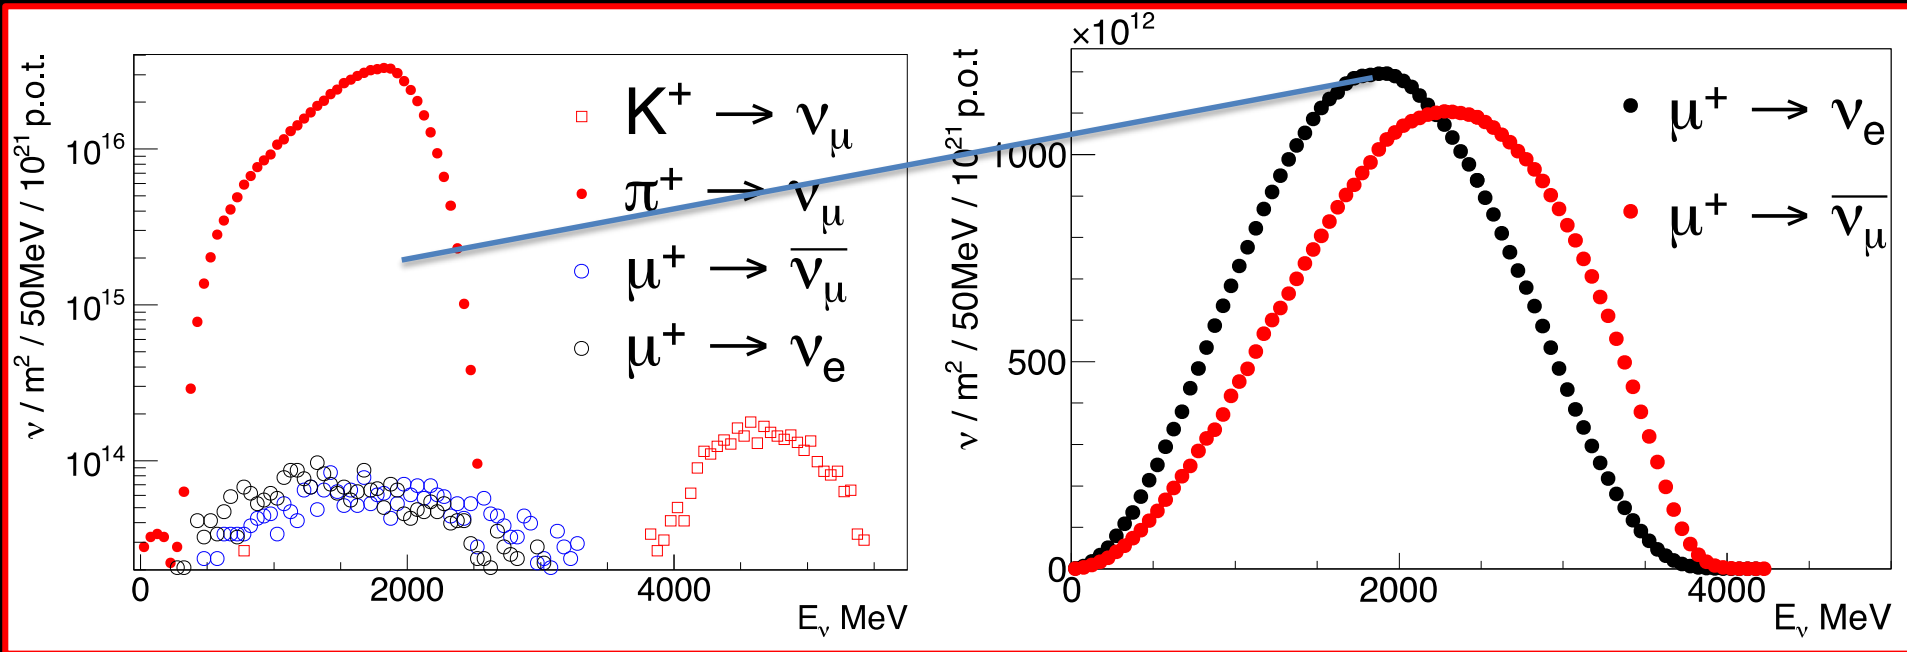 ν / m² / 50MeV / 10²¹ p.o.t.
10¹⁶
10¹⁵
10¹⁴
K⁺ → ν_μ
π⁺ → ν_μ
μ⁺ → ν̅_μ
μ⁺ → ν_e
0 2000 4000
E_ν MeV
×10¹²
ν / m² / 50MeV / 10²¹ p.o.t
1000
500
0
μ⁺ → ν_e
μ⁺ → ν̅_μ
0 2000 4000
E_ν MeV